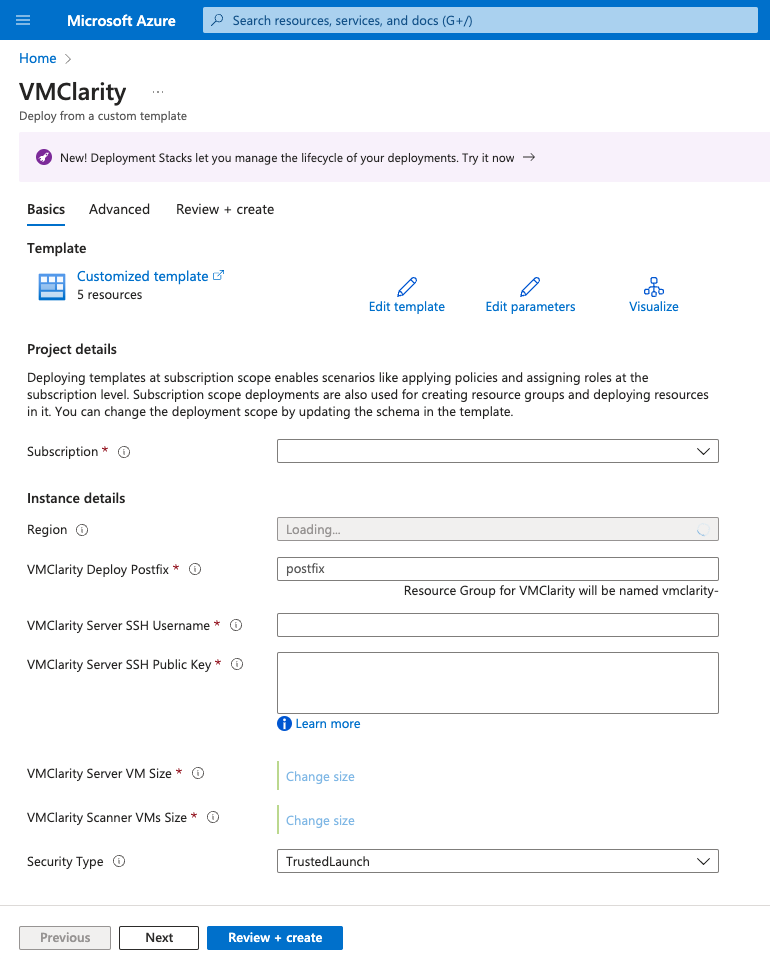 Microsoft Azure
Search resources, services, and docs (G+/)
Home
VMClarity ...
Deploy from a custom template
New! Deployment Stacks let you manage the lifecycle of your deployments. Try it now →
Basics
Advanced
Review + create
Template
Customized template
5 resources
Edit template
Edit parameters
Visualize
Project details
Deploying templates at subscription scope enables scenarios like applying policies and assigning roles at the
subscription level. Subscription scope deployments are also used for creating resource groups and deploying resources
in it. You can change the deployment scope by updating the schema in the template.
Subscription *
Instance details
Region
Loading...
VMClarity Deploy Postfix *
postfix
Resource Group for VMClarity will be named vmclarity-
VMClarity Server SSH Username *
VMClarity Server SSH Public Key *
Learn more
VMClarity Server VM Size *
Change size
VMClarity Scanner VMs Size *
Change size
Security Type
TrustedLaunch
Previous
Next
Review + create